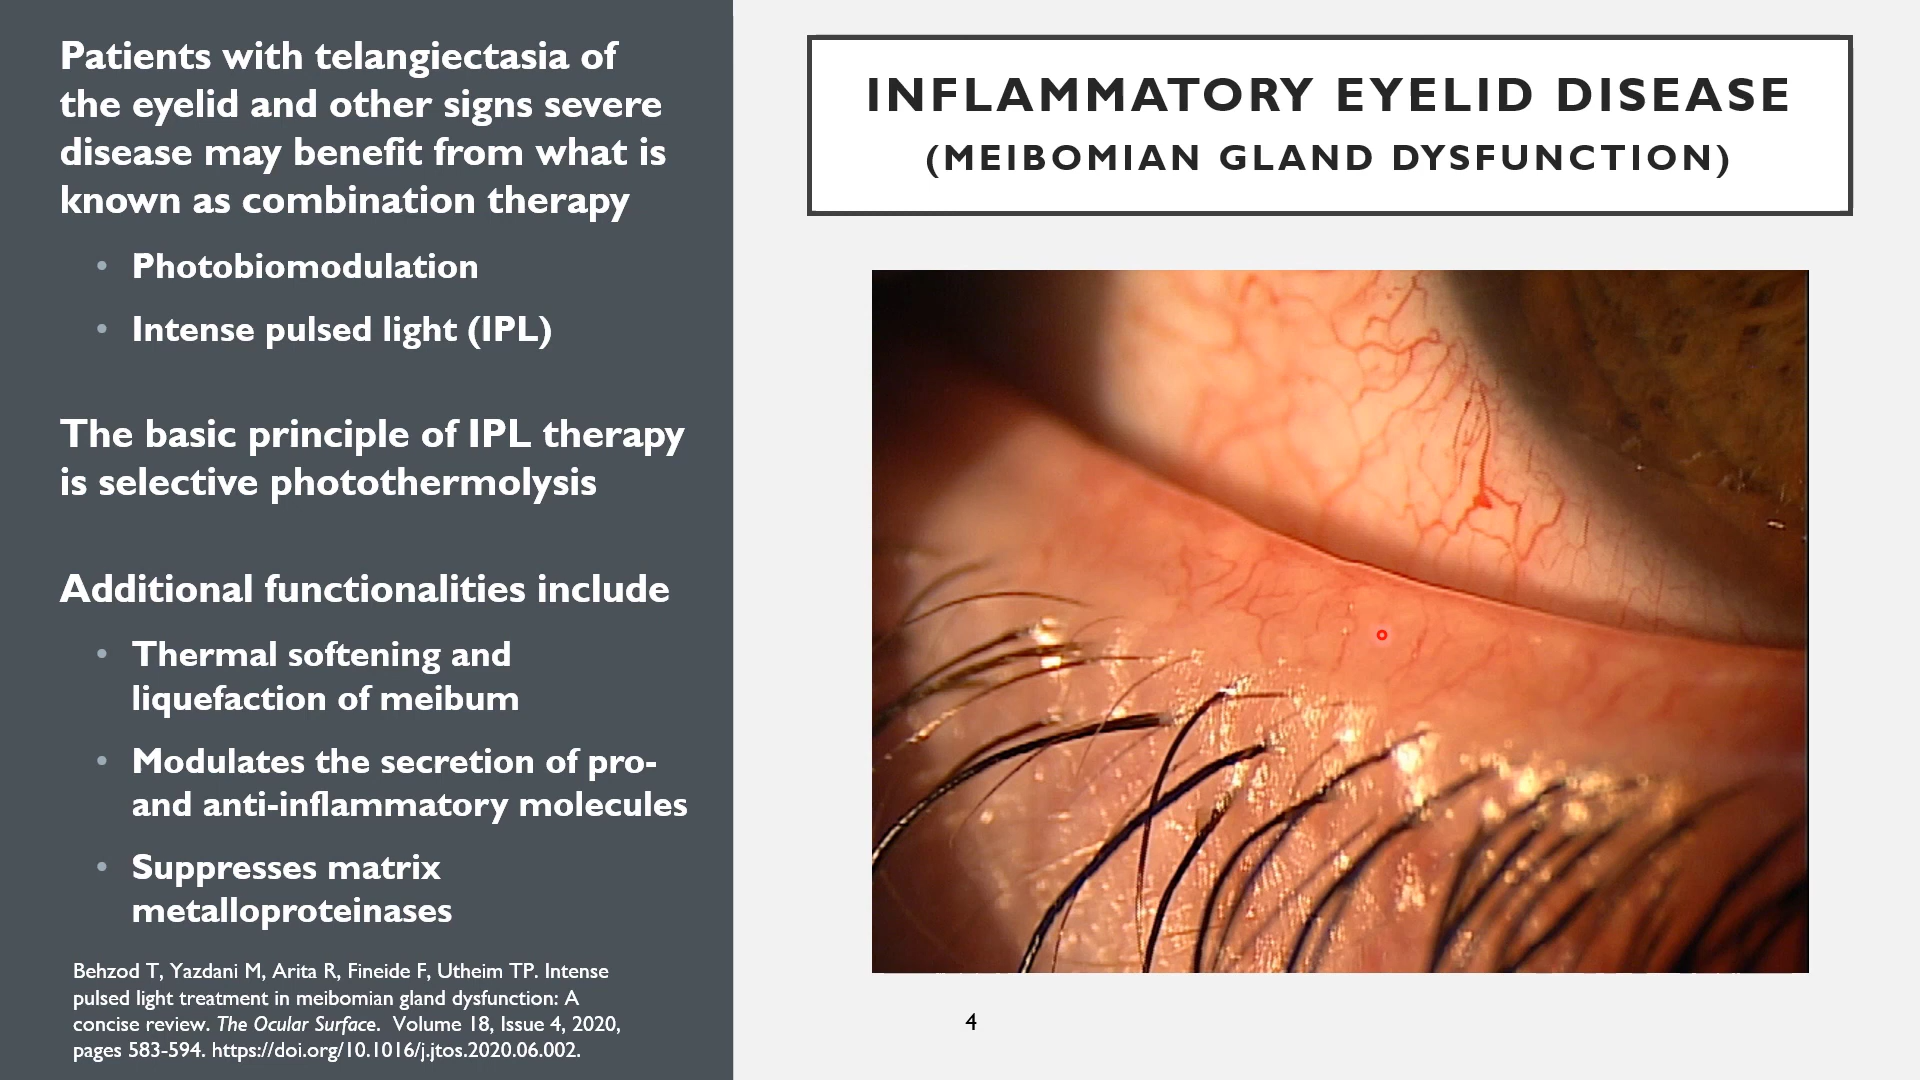 Patients with telangiectasia of
the eyelid and other signs severe
disease may benefit from what is
known as combination therapy
• Photobiomodulation
• Intense pulsed light (IPL)
The basic principle of IPL therapy
is selective photothermolysis
Additional functionalities include
• Thermal softening and
liquefaction of meibum
• Modulates the secretion of pro-
and anti-inflammatory molecules
• Suppresses matrix
metalloproteinases
Behzod T, Yazdani M, Arita R, Fineide F, Utheim TP. Intense
pulsed light treatment in meibomian gland dysfunction: A
concise review. The Ocular Surface. Volume 18, Issue 4, 2020,
pages 583-594. https://doi.org/10.1016/j.jtos.2020.06.002.
INFLAMMATORY EYELID DISEASE
(MEIBOMIAN GLAND DYSFUNCTION)
4